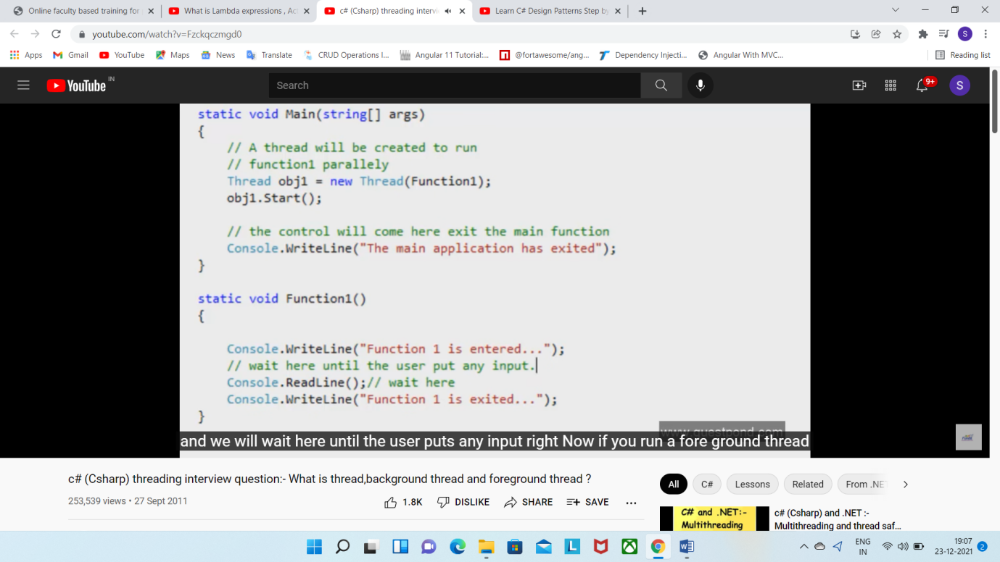 Online faculty based training for
What is Lambda expressions , Ac
c# (Csharp) threading intervi
Learn C# Design Patterns Step by
youtube.com/watch?v=Fzckqczmgd0
S
Apps
Gmail
YouTube
Maps
News
Translate
CRUD Operations I...
Angular 11 Tutorial:...
@fortawesome/ang...
Dependency Injecti...
Angular With MVC...
Reading list
YouTube IN
Search
9+
S
static void Main(string[] args)
{
// A thread will be created to run
// function1 parallely
Thread obj1 = new Thread(Function1);
obj1.Start();
// the control will come here exit the main function
Console.WriteLine("The main application has exited");
}
static void Function1()
{
Console.WriteLine("Function 1 is entered...");
// wait here until the user put any input.
Console.ReadLine();// wait here
Console.WriteLine("Function 1 is exited...");
}
www.questpond.com
and we will wait here until the user puts any input right Now if you run a fore ground thread
c# (Csharp) threading interview question:- What is thread,background thread and foreground thread ?
253,539 views • 27 Sept 2011
1.8K
DISLIKE
SHARE
SAVE
All
C#
Lessons
Related
From .NE
C# and .NET:-
Multithreading
c# (Csharp) and .NET :-
Multithreading and thread saf...
ENG
IN
19:07
23-12-2021
2